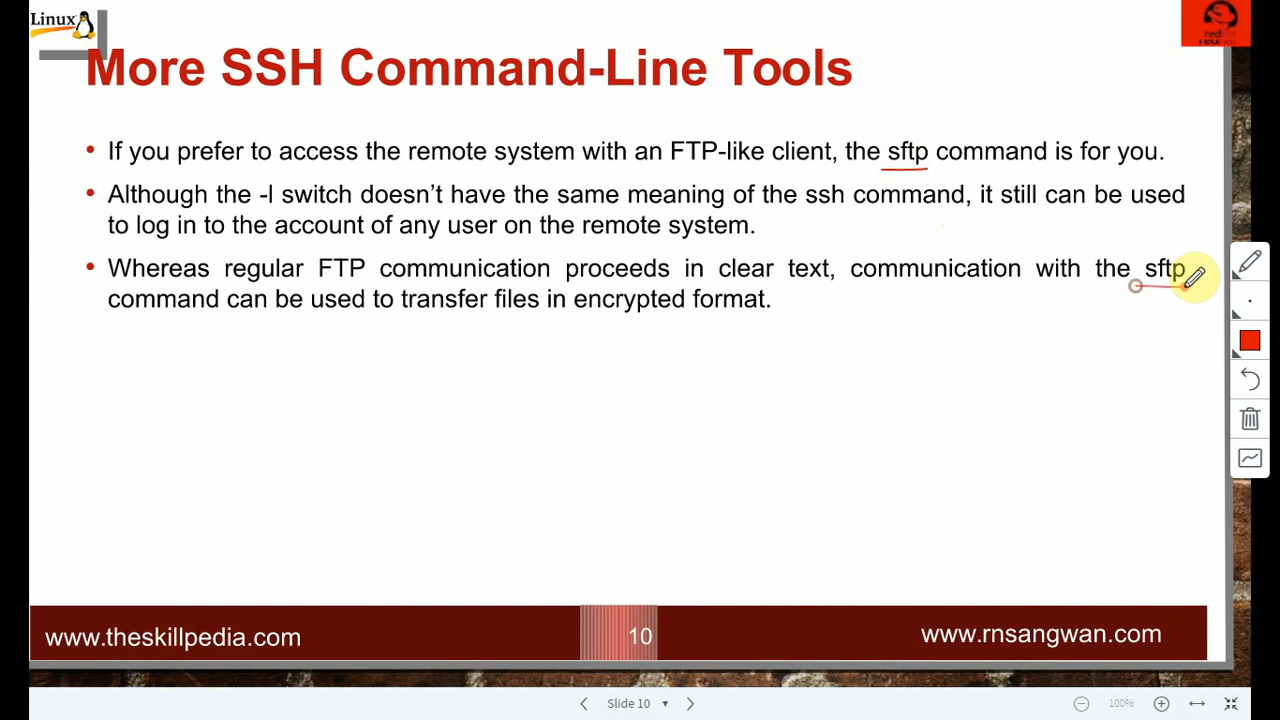 Linux
More SSH Command-Line Tools
• If you prefer to access the remote system with an FTP-like client, the sftp command is for you.
• Although the -l switch doesn’t have the same meaning of the ssh command, it still can be used
to log in to the account of any user on the remote system.
• Whereas regular FTP communication proceeds in clear text, communication with the sftp
command can be used to transfer files in encrypted format.
www.theskillpedia.com
10
www.rnsangwan.com
Slide 10
100%